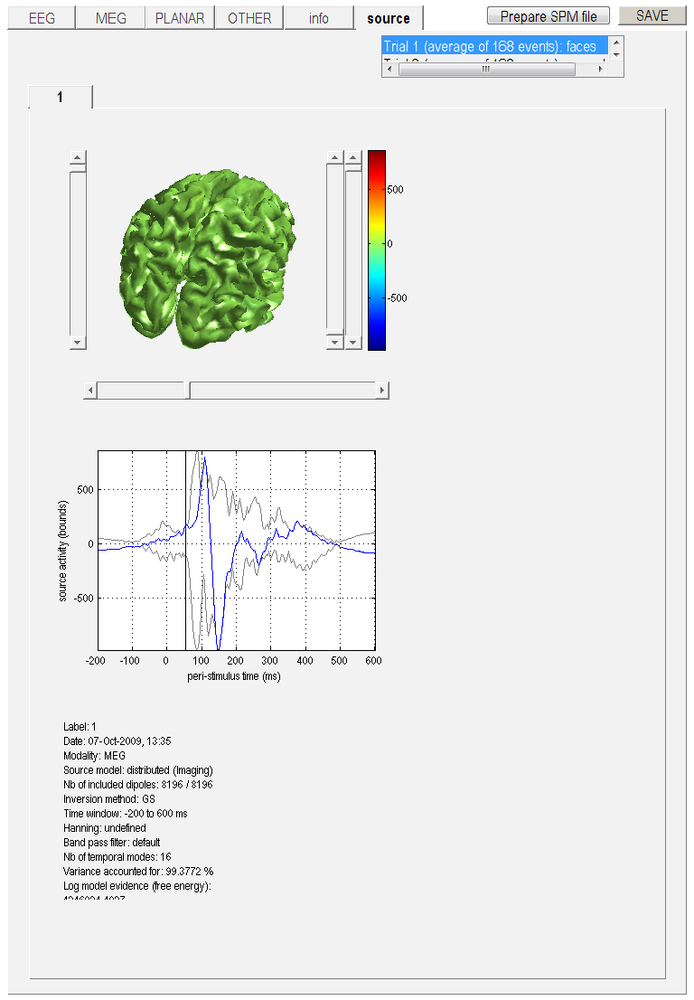 EEG MEG PLANAR OTHER info source Prepare SPM file SAVE
Trial 1 (average of 168 events): faces
1
500
0
-500
500
0
-500
source activity (bounds)
-200 -100 0 100 200 300 400 500 600
peri-stimulus time (ms)
Label: 1
Date: 07-Oct-2009, 13:35
Modality: MEG
Source model: distributed (Imaging)
Nb of included dipoles: 8196 / 8196
Inversion method: GS
Time window: -200 to 600 ms
Hanning: undefined
Band pass filter: default
Nb of temporal modes: 16
Variance accounted for: 99.3772 %
Log model evidence (free energy):